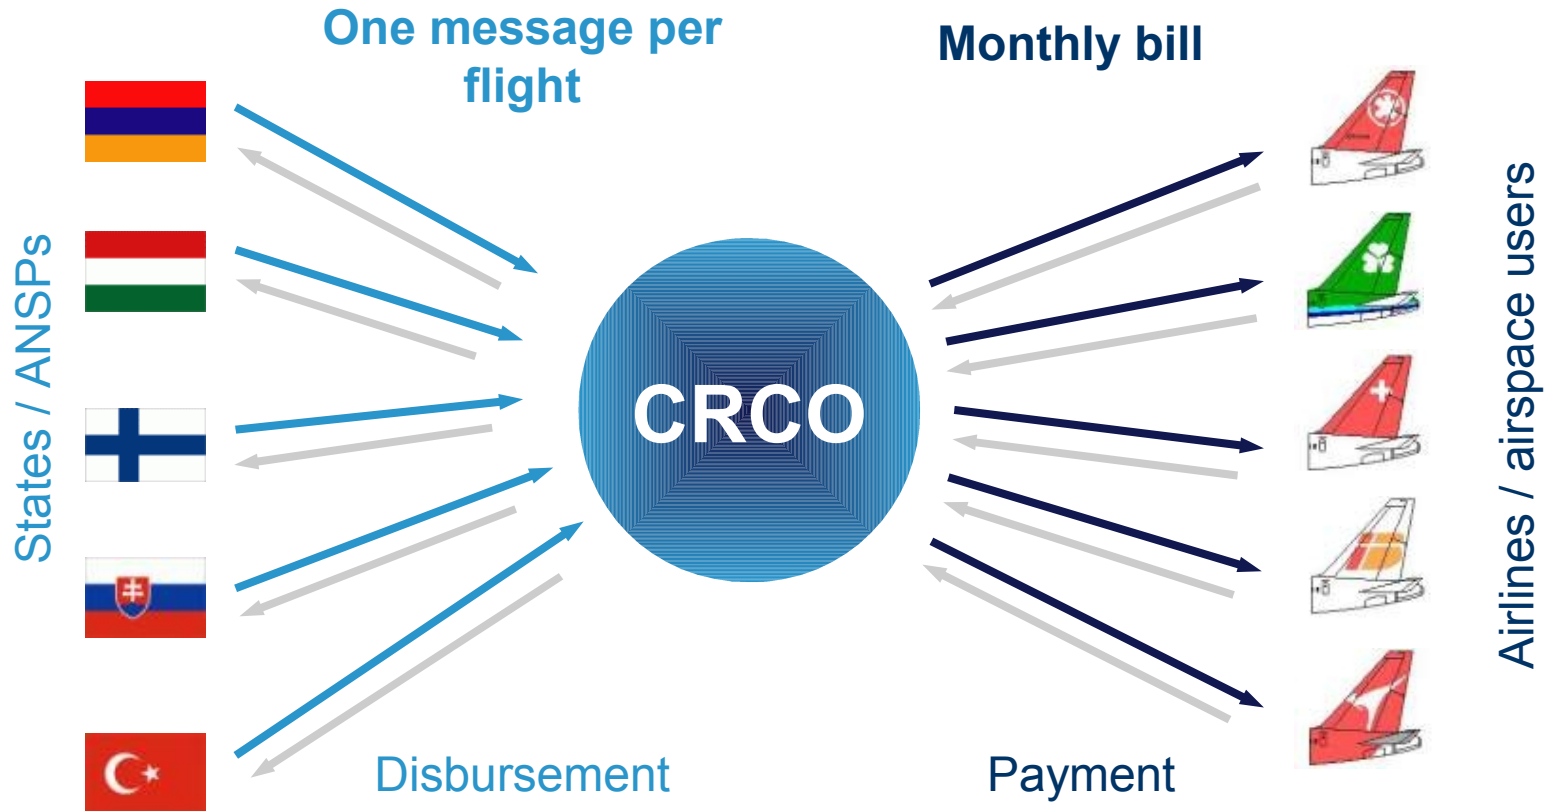 One message per
flight
Monthly bill
States / ANSPs
CRCO
Airlines / airspace users
Disbursement
Payment